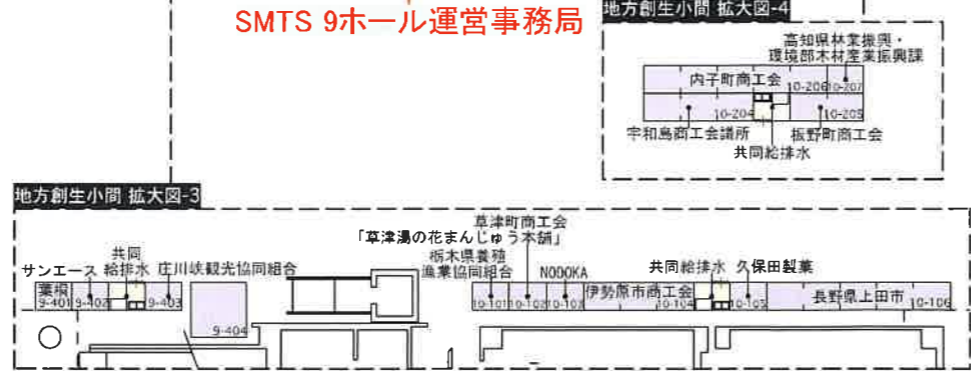 SMTS 9ホール運営事務局
地方創生小間 拡大図-4
高知県林業振興・
環境部木材産業振興課
内子町商工会
10-206
10-207
10-204
10-205
宇和島商工会議所
板野町商工会
共同給排水
地方創生小間 拡大図-3
草津町商工会
「草津湯の花まんじゅう本舗」
栃木県養殖
漁業協同組合
NODOKA
共同
給排水
サンエース
庄川峡観光協同組合
共同給排水
久保田製菓
葉根
9-401
9-402
9-403
9-404
10-101
10-102
10-103
伊勢原市商工会
10-104
10-105
長野県上田市
10-106